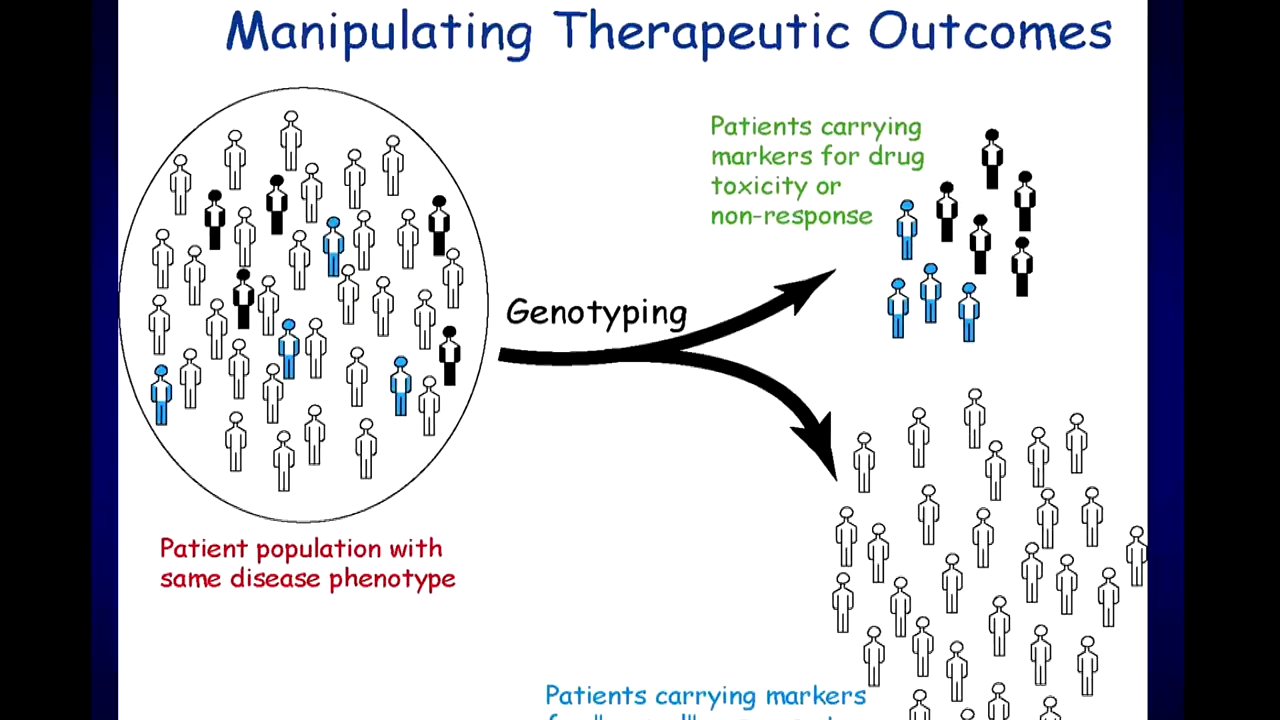 Manipulating Therapeutic Outcomes
Patients carrying
markers for drug
toxicity or
non-response
Genotyping
Patient population with
same disease phenotype
Patients carrying markers